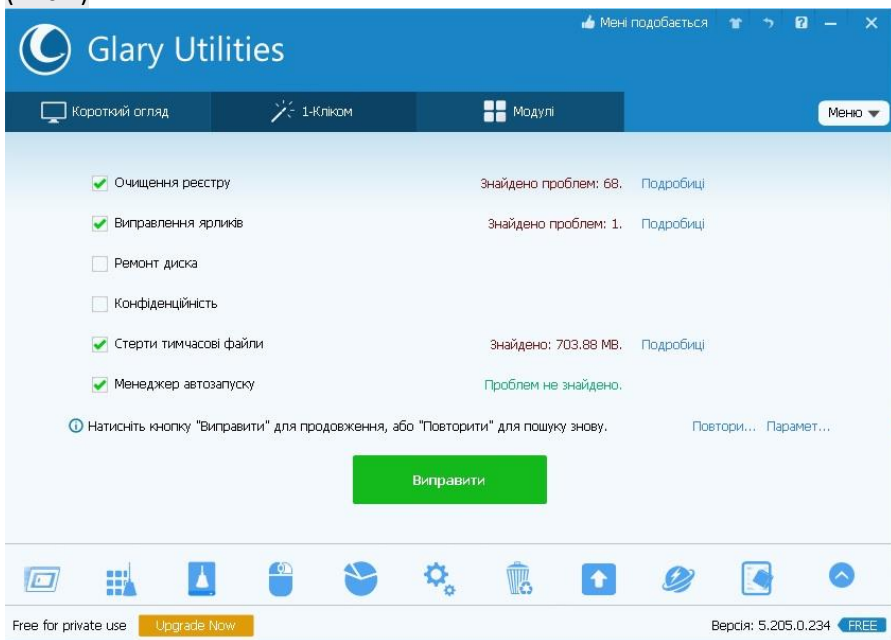 Мені подобається
Glary Utilities
Короткий огляд 1-Кліком Модулі Меню
Очищення реєстру Знайдено проблем: 68. Подробиці
Виправлення ярликів Знайдено проблем: 1. Подробиці
Ремонт диска
Конфіденційність
Стерти тимчасові файли Знайдено: 703.88 MB. Подробиці
Менеджер автозапуску Проблем не знайдено.
Натисніть кнопку "Виправити" для продовження, або "Повторити" для пошуку знову. Повтори... Парамет...
Виправити
Free for private use Upgrade Now Версія: 5.205.0.234 FREE